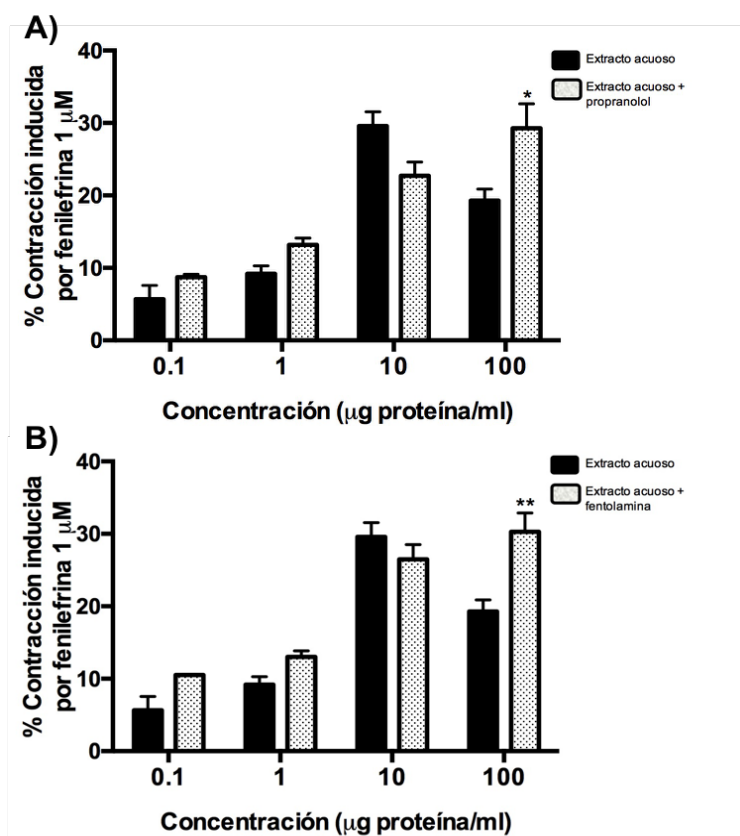 A)
% Contracción inducida
por fenilefrina 1 µM
40
30
20
10
0
*
Extracto acuoso
Extracto acuoso +
propranolol
0.1 1 10 100
Concentración (µg proteína/ml)
B)
% Contracción inducida
por fenilefrina 1 µM
40
30
20
10
0
**
Extracto acuoso
Extracto acuoso +
fentolamina
0.1 1 10 100
Concentración (µg proteína/ml)